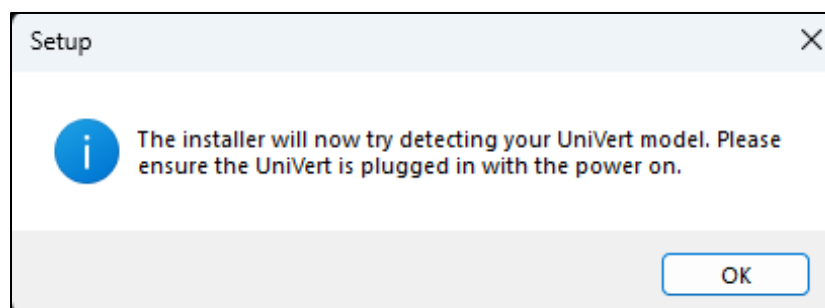 Setup
The installer will now try detecting your UniVert model. Please
ensure the UniVert is plugged in with the power on.
OK